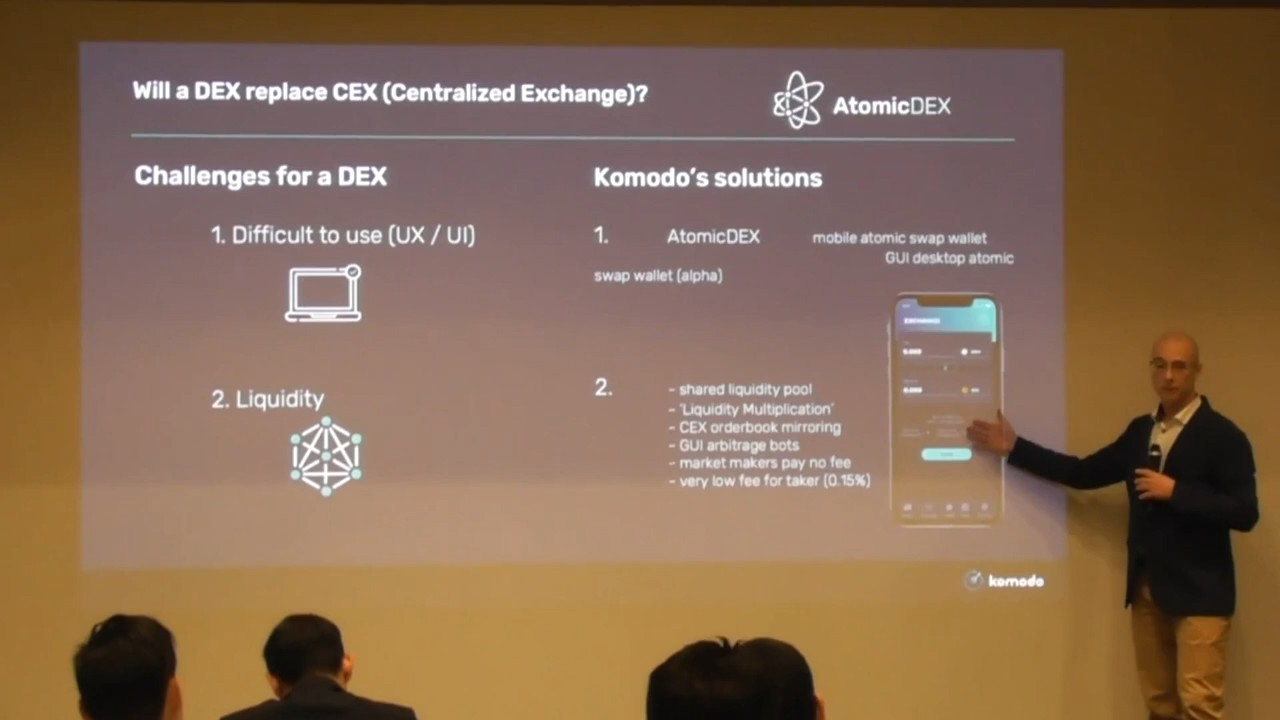 Will a DEX replace CEX (Centralized Exchange)?
AtomicDEX
Challenges for a DEX
Komodo's solutions
1. Difficult to use (UX / UI)
1. AtomicDEX mobile atomic swap wallet
GUI desktop atomic
swap wallet (alpha)
2. Liquidity
2. - shared liquidity pool
- 'Liquidity Multiplication'
- CEX orderbook mirroring
- GUI arbitrage bots
- market makers pay no fee
- very low fee for taker (0.15%)
komodo